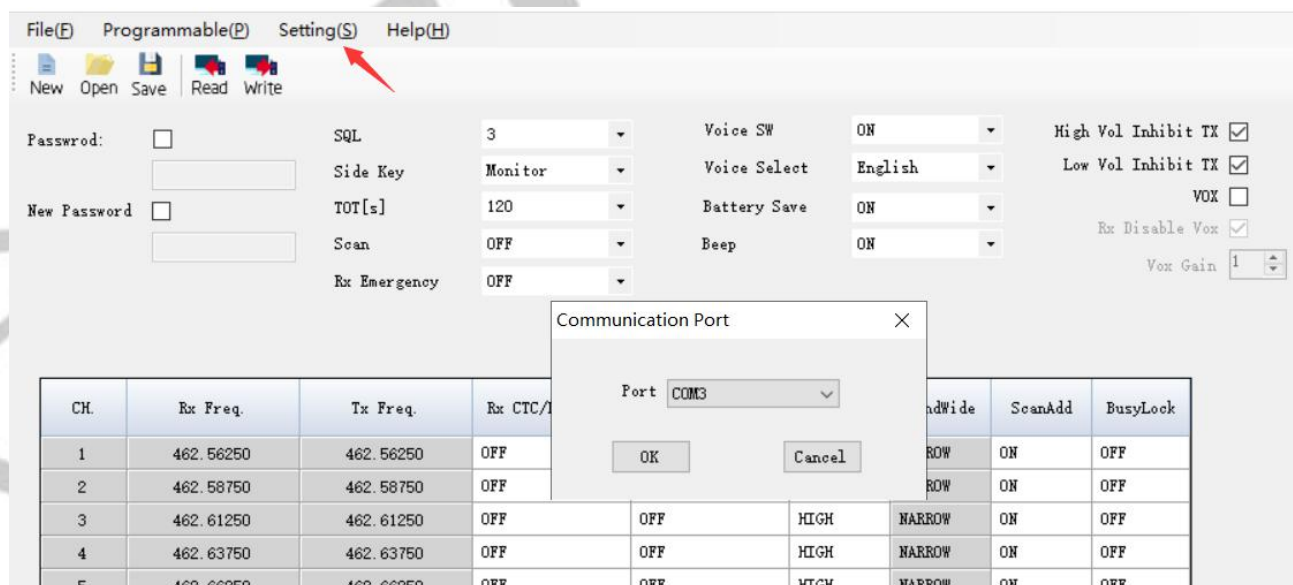 File(F) Programmable(P) Setting(S) Help(H)
New Open Save Read Write
Passwrod:
New Password
SQL 3
Side Key Monitor
TOT[s] 120
Scan OFF
Rx Emergency OFF
Voice SW ON
Voice Select English
Battery Save ON
Beep ON
High Vol Inhibit TX
Low Vol Inhibit TX
VOX
Rx Disable Vox
Vox Gain 1
Communication Port
Port COM3
OK Cancel
CH. Rx Freq. Tx Freq. Rx CTC/ ScanAdd BusyLock
1 462.56250 462.56250 OFF ON OFF
2 462.58750 462.58750 OFF ON OFF
3 462.61250 462.61250 OFF OFF HIGH NARROW ON OFF
4 462.63750 462.63750 OFF OFF HIGH NARROW ON OFF